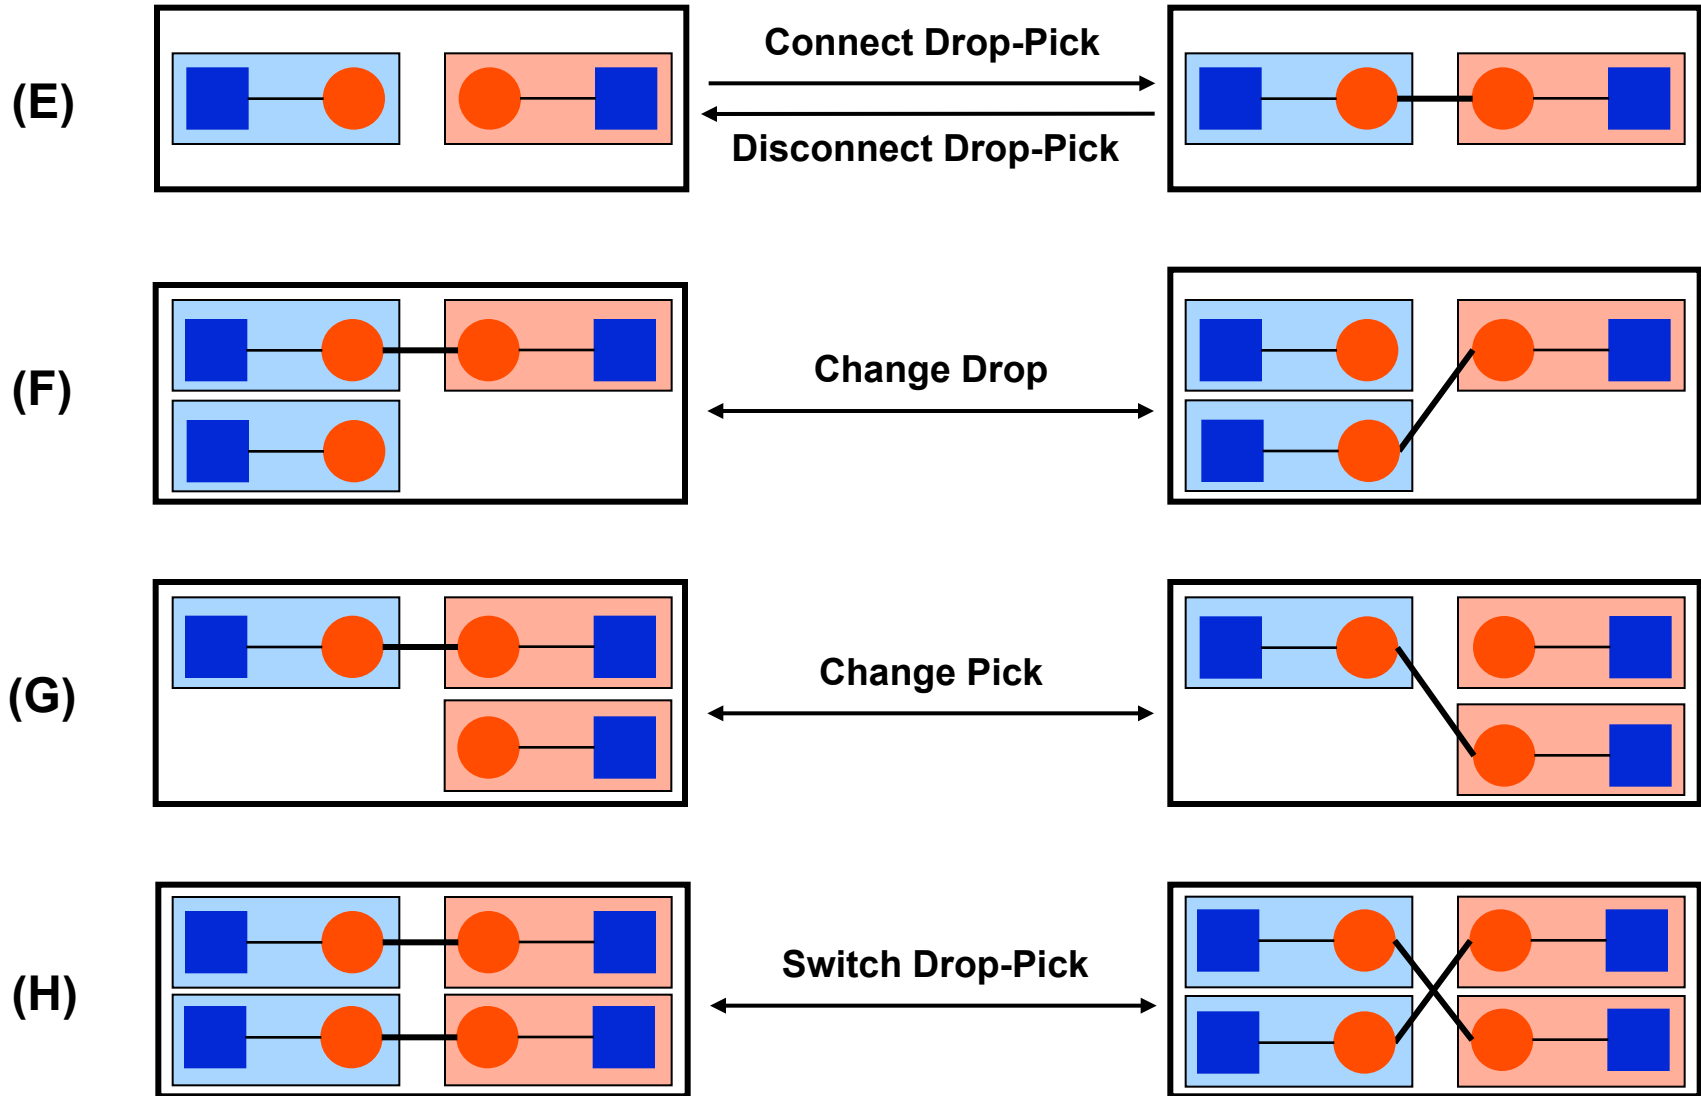 (E)
Connect Drop-Pick
Disconnect Drop-Pick
(F)
Change Drop
(G)
Change Pick
(H)
Switch Drop-Pick